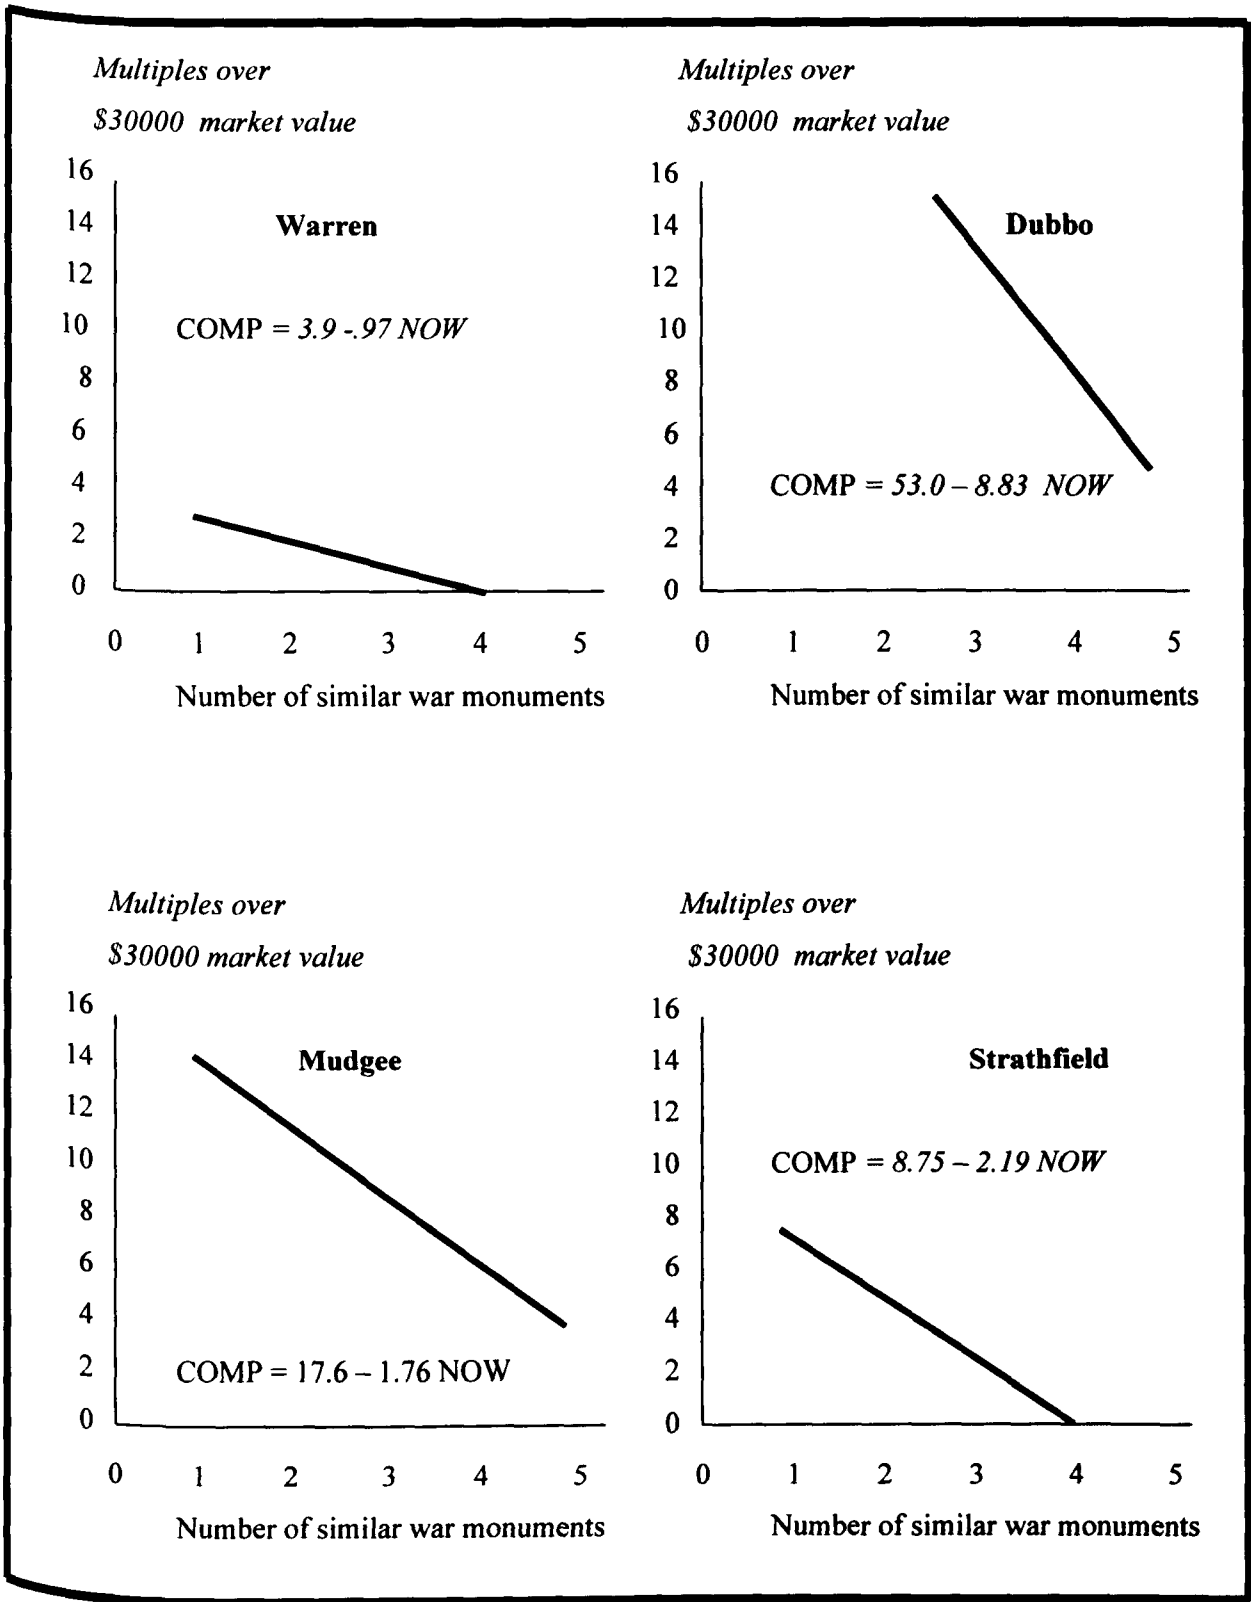 Multiples over
$30000 market value
16
14
Warren
12
10
COMP = 3.9 -.97 NOW
8
6
4
2
0
0 1 2 3 4 5
Number of similar war monuments
Multiples over
$30000 market value
16
14
Dubbo
12
10
8
6
4
COMP = 53.0 – 8.83 NOW
2
0
0 1 2 3 4 5
Number of similar war monuments
Multiples over
$30000 market value
16
14
Mudgee
12
10
8
6
4
2
COMP = 17.6 – 1.76 NOW
0
0 1 2 3 4 5
Number of similar war monuments
Multiples over
$30000 market value
16
14
Strathfield
12
10
COMP = 8.75 – 2.19 NOW
8
6
4
2
0
0 1 2 3 4 5
Number of similar war monuments